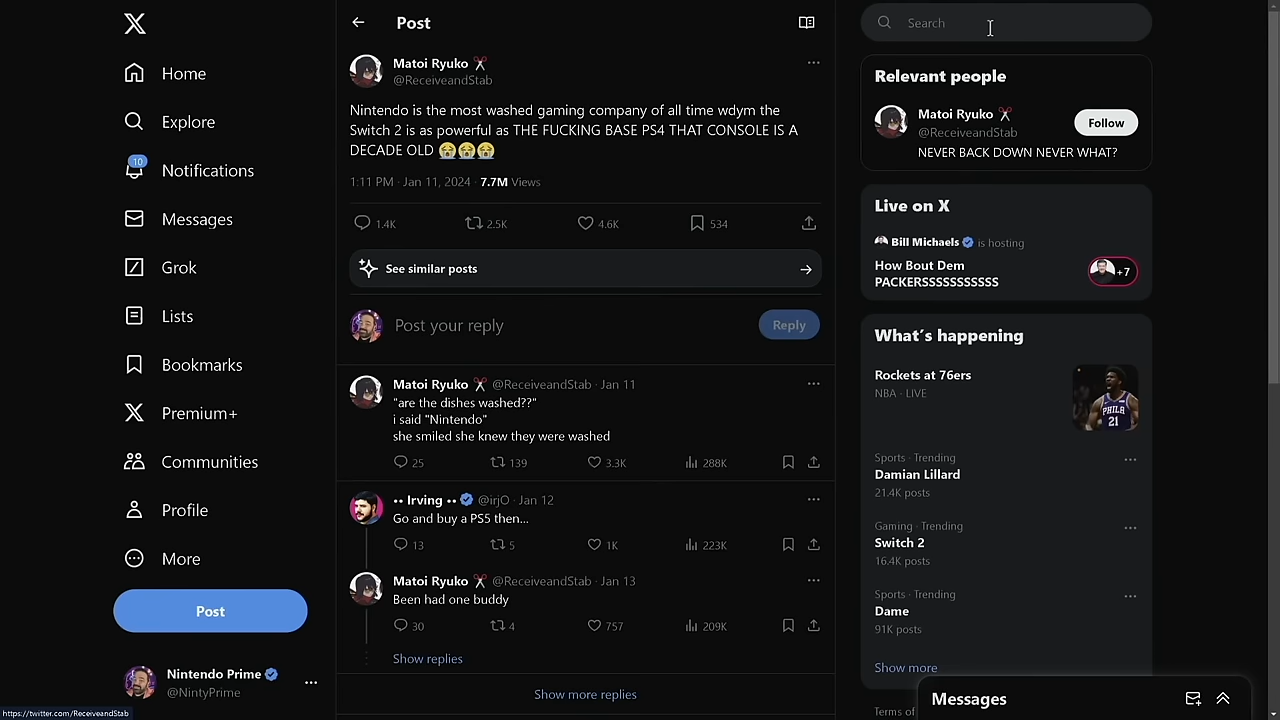 Home
Explore
10
Notifications
Messages
Grok
Lists
Bookmarks
Premium+
Communities
Profile
More
Post
Nintendo Prime
@NintyPrime
https://twitter.com/ReceiveandStab
Post
Matoi Ryuko
@ReceiveandStab
Nintendo is the most washed gaming company of all time wdym the
Switch 2 is as powerful as THE FUCKING BASE PS4 THAT CONSOLE IS A
DECADE OLD 😭😭😭
1:11 PM · Jan 11, 2024 · 7.7M Views
1.4K 2.5K 4.6K 534
See similar posts
Post your reply
Reply
Matoi Ryuko @ReceiveandStab · Jan 11
"are the dishes washed??"
i said "Nintendo"
she smiled she knew they were washed
25 139 3.3K 288K
•• Irving •• @irjO · Jan 12
Go and buy a PS5 then...
13 5 1K 223K
Matoi Ryuko @ReceiveandStab · Jan 13
Been had one buddy
30 4 757 209K
Show replies
Show more replies
Search
Relevant people
Matoi Ryuko
@ReceiveandStab
Follow
NEVER BACK DOWN NEVER WHAT?
Live on X
Bill Michaels is hosting
How Bout Dem
PACKERSSSSSSSSSSS
+7
What's happening
Rockets at 76ers
NBA · LIVE
PHILA
21
Sports · Trending
Damian Lillard
21.4K posts
Gaming · Trending
Switch 2
16.4K posts
Sports · Trending
Dame
91K posts
Show more
Messages
Terms of